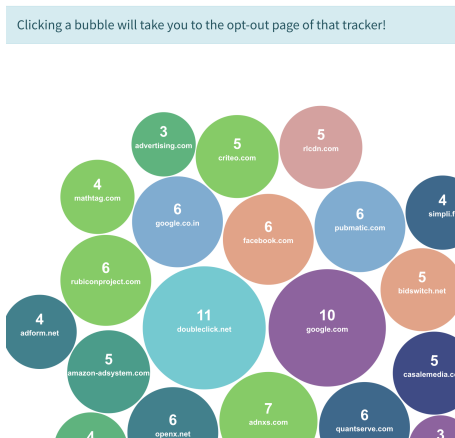 Clicking a bubble will take you to the opt-out page of that tracker!
3
advertising.com
5
criteo.com
5
rlcdn.com
4
mathtag.com
6
google.co.in
6
facebook.com
6
pubmatic.com
4
simpli.f
6
rubiconproject.com
5
bidswitch.net
11
doubleclick.net
10
google.com
4
adform.net
5
amazon-adsystem.com
5
casalemedia.c
7
adnxs.com
6
openx.net
6
quantserve.com
4
3